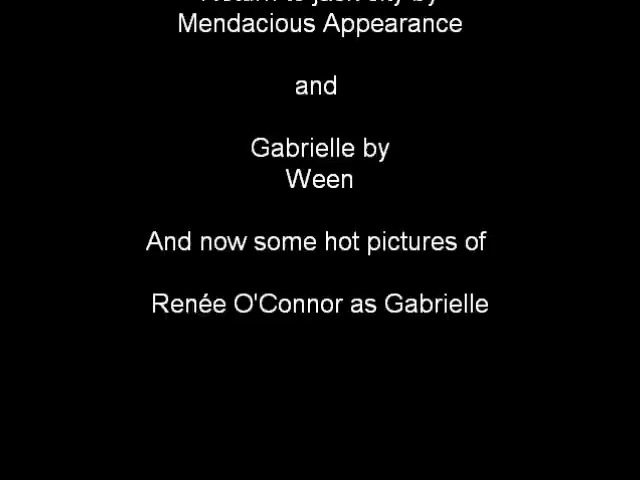 Mendacious Appearance
and
Gabrielle by
Ween
And now some hot pictures of
Renée O'Connor as Gabrielle